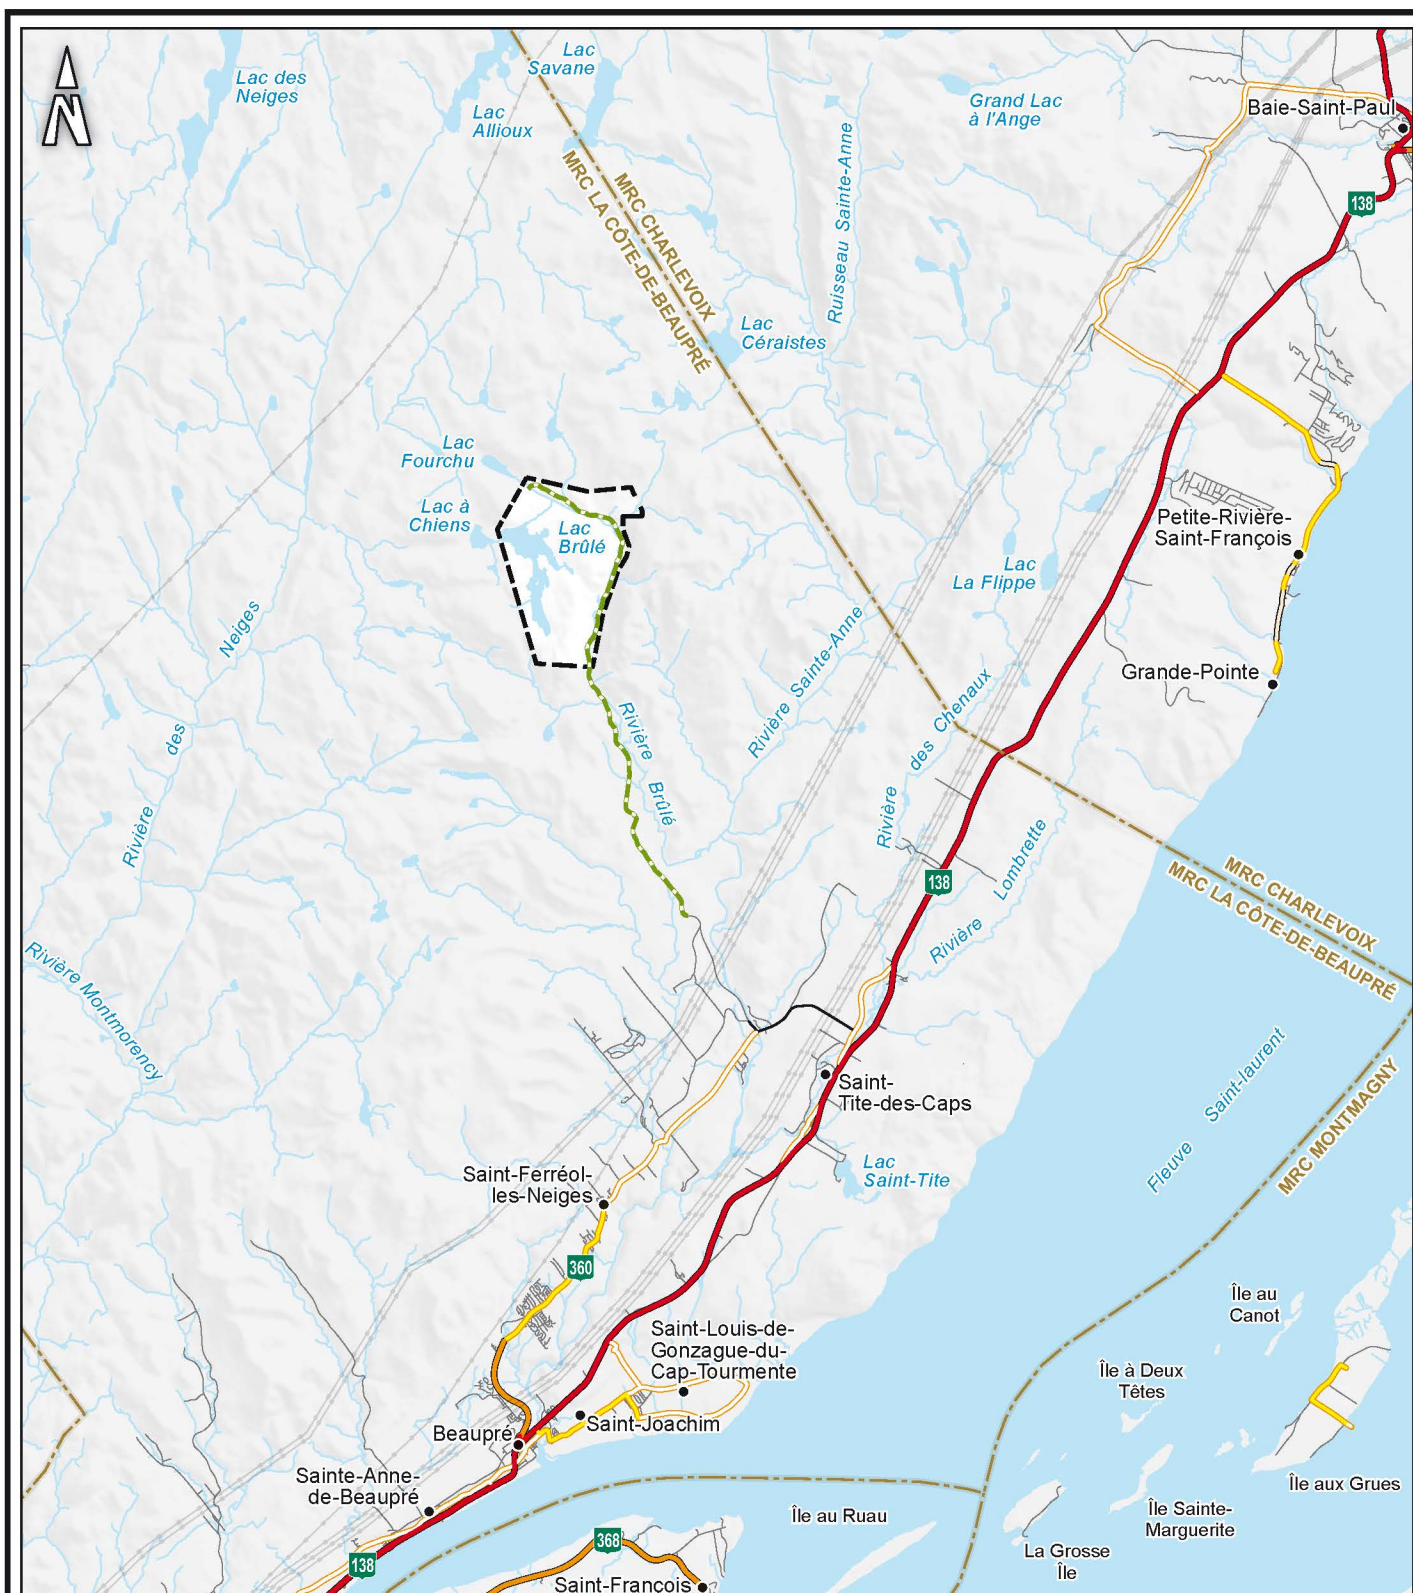 N
Lac des
Neiges
Lac
Savane
Lac
Allioux
Grand Lac
à l'Ange
Baie-Saint-Paul
138
MRC CHARLEVOIX
MRC LA CÔTE-DE-BEAUPRÉ
Ruisseau Sainte-Anne
Lac
Céraistes
Lac
Fourchu
Lac à
Chiens
Lac
Brûlé
Petite-Rivière-
Saint-François
Lac
La Flippe
Grande-Pointe
Rivière des Neiges
Rivière Brûlé
Rivière Sainte-Anne
Rivière des Chenaux
Rivière Lombrette
138
MRC CHARLEVOIX
MRC LA CÔTE-DE-BEAUPRÉ
Rivière Montmorency
Fleuve Saint-laurent
MRC MONTMAGNY
Saint-
Tite-des-Caps
Lac
Saint-Tite
Saint-Ferréol-
les-Neiges
360
Île au
Canot
Saint-Louis-de-
Gonzague-du-
Cap-Tourmente
Île à Deux
Têtes
Saint-Joachim
Beaupré
Sainte-Anne-
de-Beaupré
Île aux Grues
Île au Ruau
Île Sainte-
Marguerite
La Grosse
Île
368
138
Saint-François